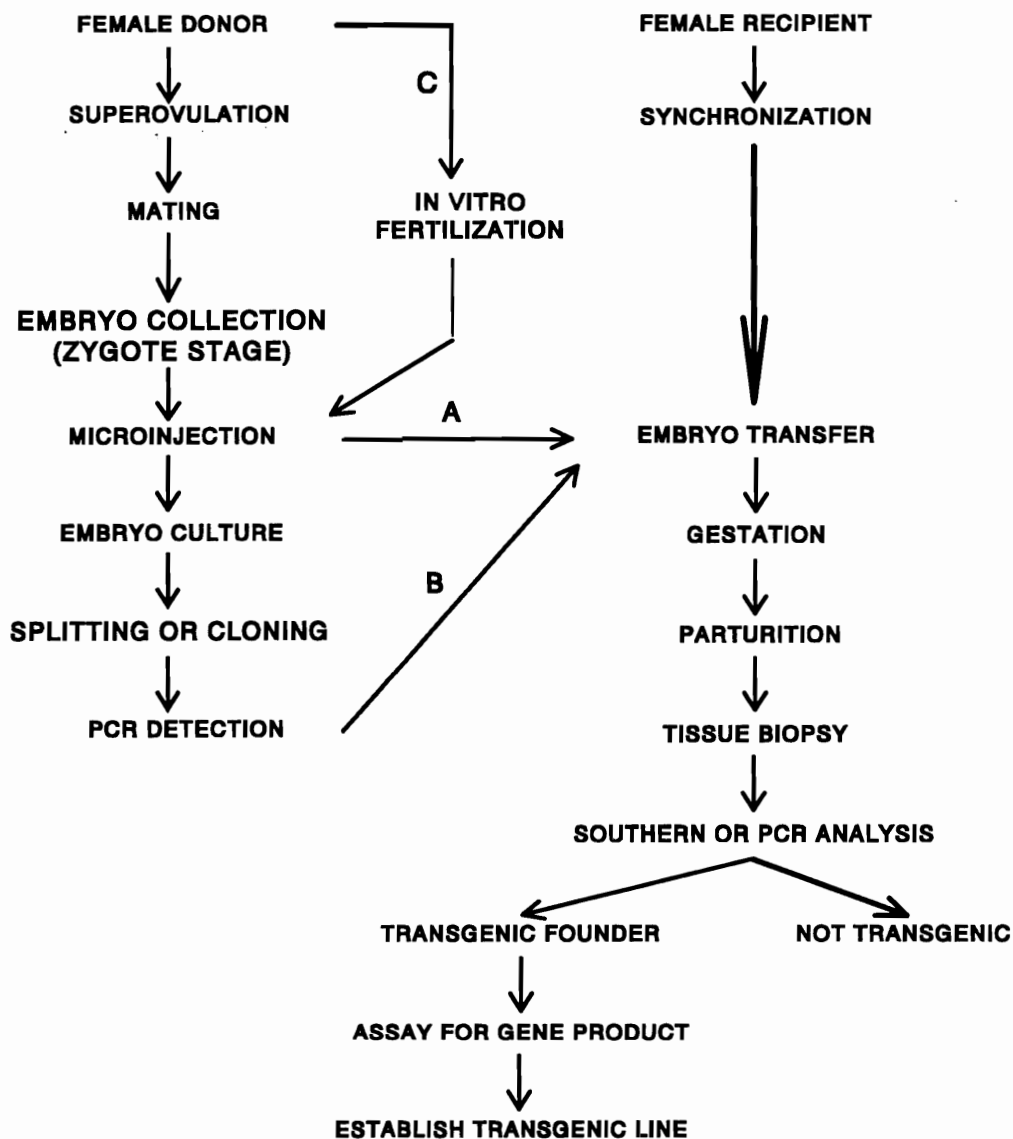 FEMALE DONOR
FEMALE RECIPIENT
C
SUPEROVULATION
SYNCHRONIZATION
MATING
IN VITRO
FERTILIZATION
EMBRYO COLLECTION
(ZYGOTE STAGE)
A
MICROINJECTION
EMBRYO TRANSFER
EMBRYO CULTURE
GESTATION
B
SPLITTING OR CLONING
PARTURITION
PCR DETECTION
TISSUE BIOPSY
SOUTHERN OR PCR ANALYSIS
TRANSGENIC FOUNDER
NOT TRANSGENIC
ASSAY FOR GENE PRODUCT
ESTABLISH TRANSGENIC LINE